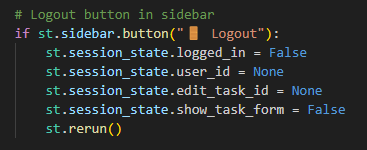 # Logout button in sidebar
if st.sidebar.button("🚪 Logout"):
    st.session_state.logged_in = False
    st.session_state.user_id = None
    st.session_state.edit_task_id = None
    st.session_state.show_task_form = False
    st.rerun()